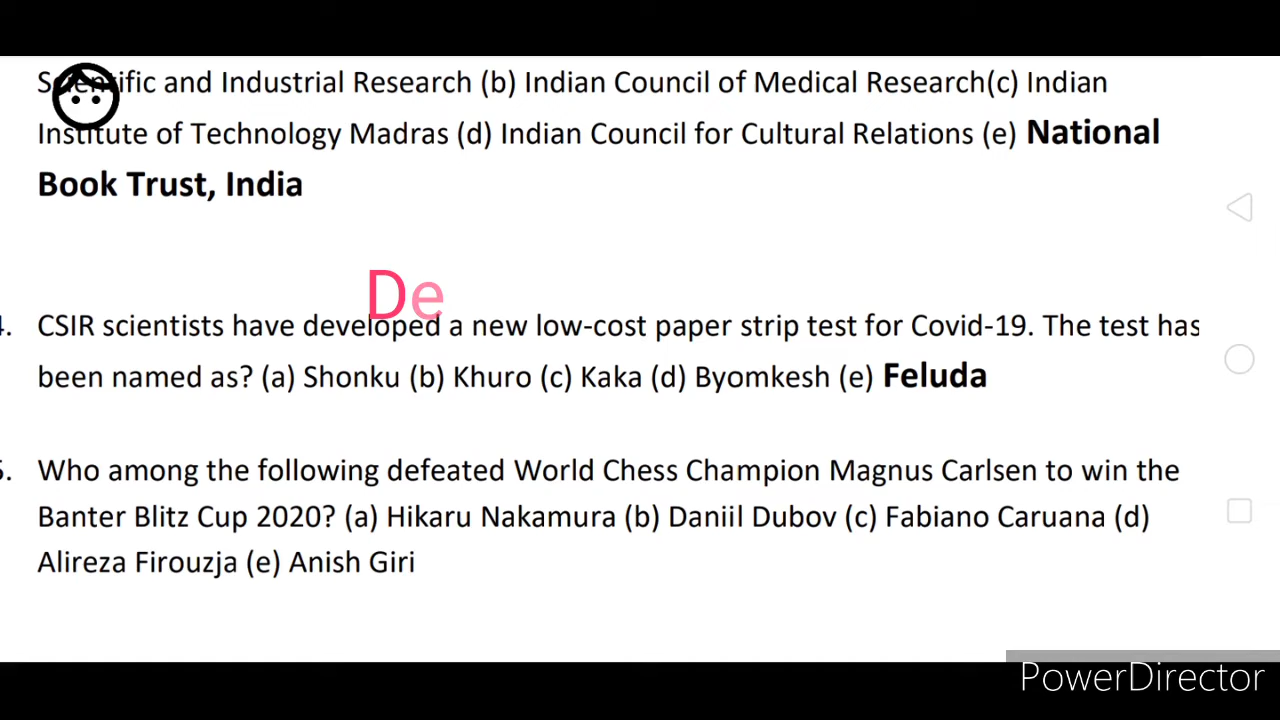 Scientific and Industrial Research (b) Indian Council of Medical Research(c) Indian
Institute of Technology Madras (d) Indian Council for Cultural Relations (e) National
Book Trust, India
De
4. CSIR scientists have developed a new low-cost paper strip test for Covid-19. The test has
been named as? (a) Shonku (b) Khuro (c) Kaka (d) Byomkesh (e) Feluda
5. Who among the following defeated World Chess Champion Magnus Carlsen to win the
Banter Blitz Cup 2020? (a) Hikaru Nakamura (b) Daniil Dubov (c) Fabiano Caruana (d)
Alireza Firouzja (e) Anish Giri
PowerDirector